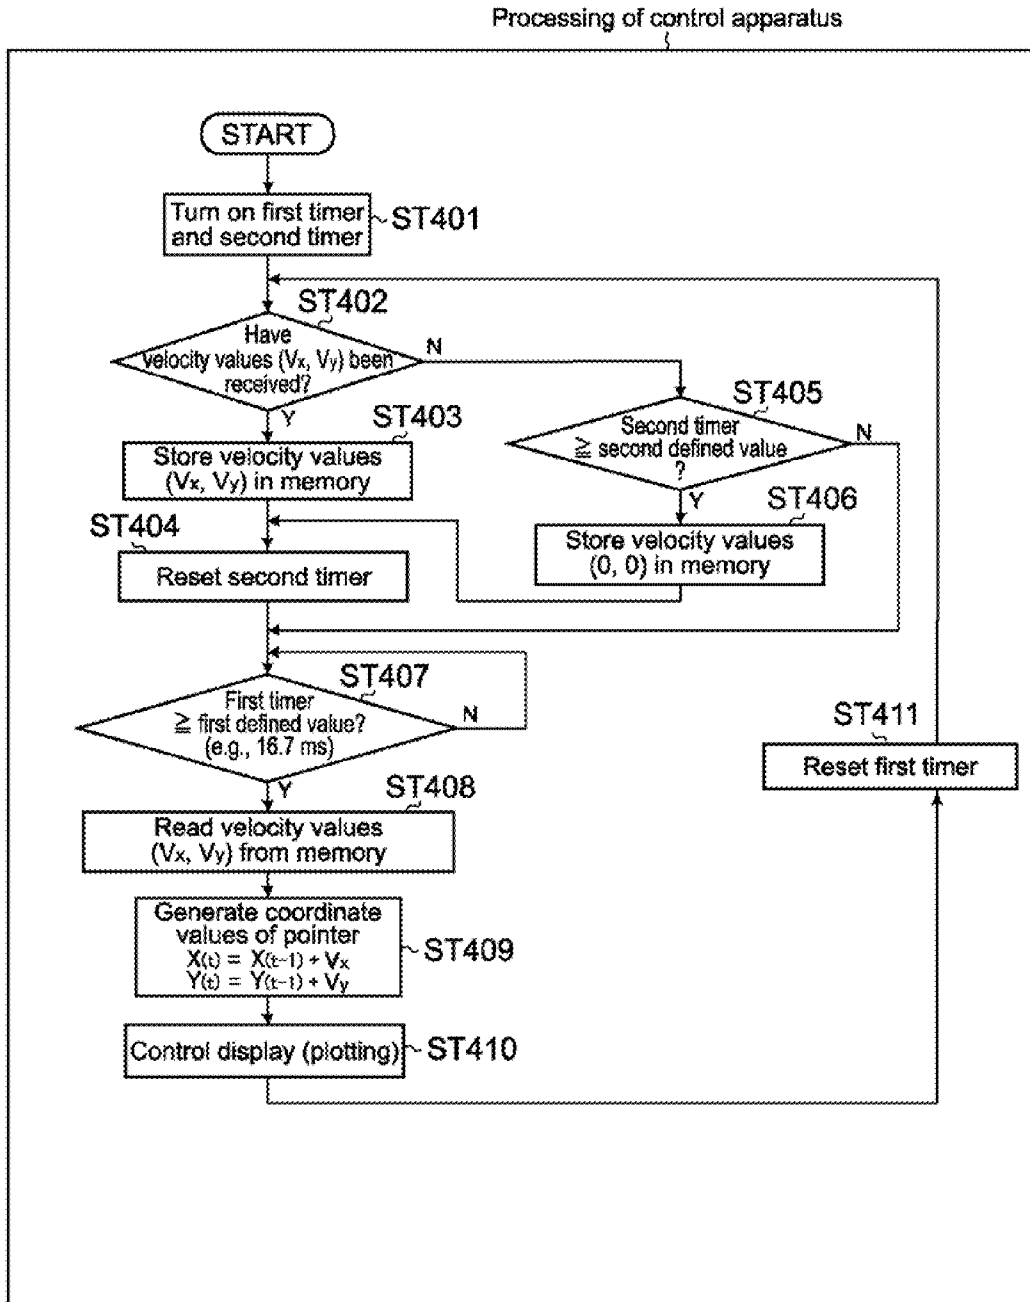 Processing of control apparatus
START
Turn on first timer
and second timer
ST401
ST402
Have
velocity values (Vx, Vy) been
received?
N
Y
ST403
Store velocity values
(Vx, Vy) in memory
ST405
Second timer
≧ second defined value
?
N
Y
ST406
Store velocity values
(0, 0) in memory
ST404
Reset second timer
ST407
First timer
≧ first defined value?
(e.g., 16.7 ms)
N
Y
ST411
Reset first timer
ST408
Read velocity values
(Vx, Vy) from memory
Generate coordinate
values of pointer
X(t) = X(t-1) + Vx
Y(t) = Y(t-1) + Vy
ST409
Control display (plotting)
ST410